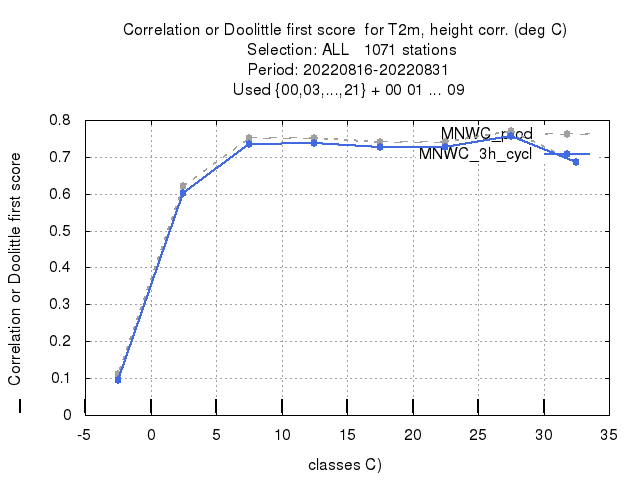 Correlation or Doolittle first score  for T2m, height corr. (deg C)
Selection: ALL   1071 stations
Period: 20220816-20220831
Used {00,03,...,21} + 00 01 ... 09
Correlation or Doolittle first score
MNWC_prod
MNWC_3h_cycl
0.8
0.7
0.6
0.5
0.4
0.3
0.2
0.1
0
-5 0 5 10 15 20 25 30 35
classes C)